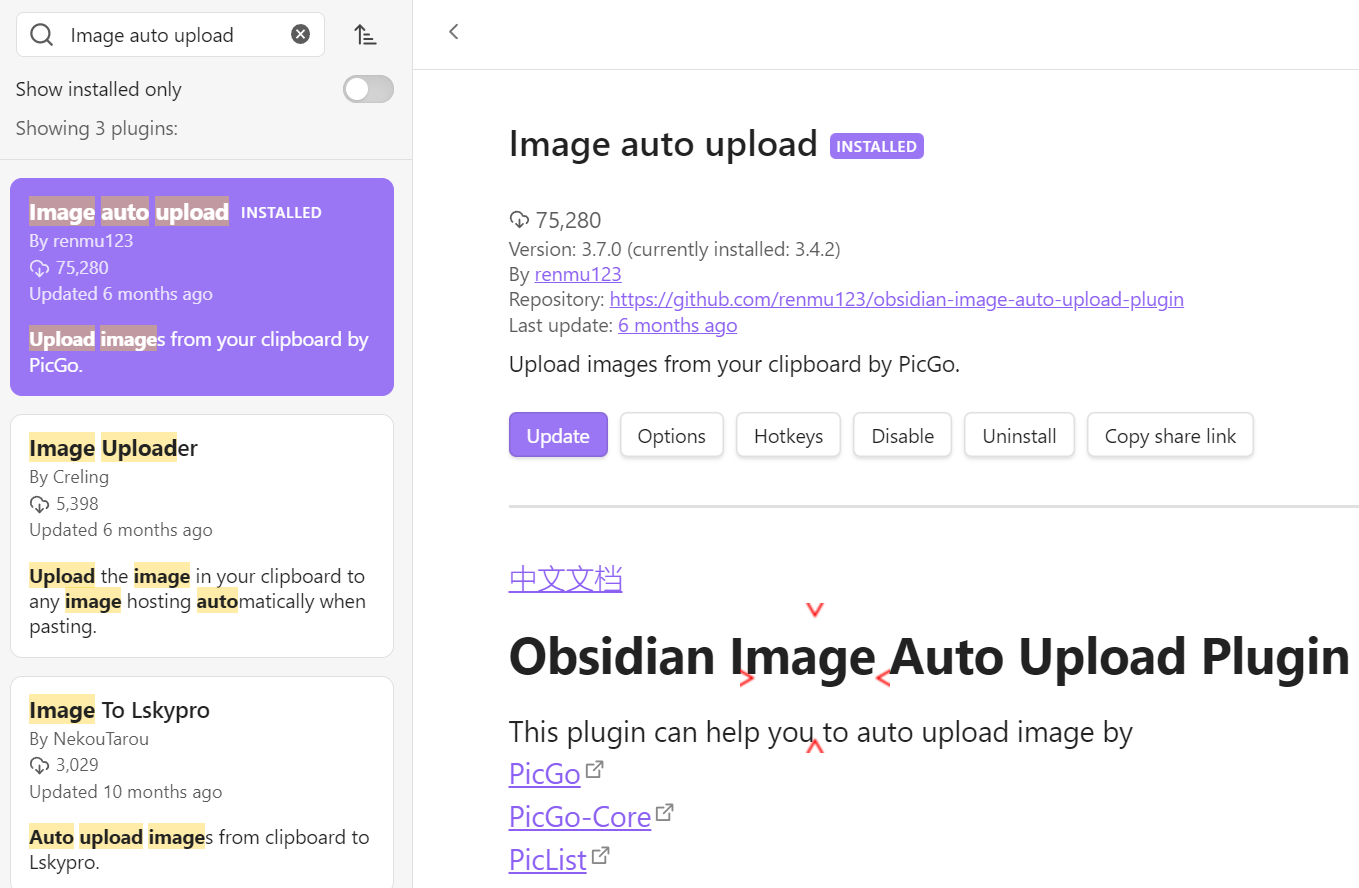 Image auto upload
Show installed only
Showing 3 plugins:
Image auto upload INSTALLED
By renmu123
75,280
Updated 6 months ago
Upload images from your clipboard by
PicGo.
Image Uploader
By Creling
5,398
Updated 6 months ago
Upload the image in your clipboard to
any image hosting automatically when
pasting.
Image To Lskypro
By NekouTarou
3,029
Updated 10 months ago
Auto upload images from clipboard to
Lskypro.
Image auto upload INSTALLED
75,280
Version: 3.7.0 (currently installed: 3.4.2)
By renmu123
Repository: https://github.com/renmu123/obsidian-image-auto-upload-plugin
Last update: 6 months ago
Upload images from your clipboard by PicGo.
Update Options Hotkeys Disable Uninstall Copy share link
中文文档
Obsidian Image Auto Upload Plugin
This plugin can help you to auto upload image by
PicGo
PicGo-Core
PicList